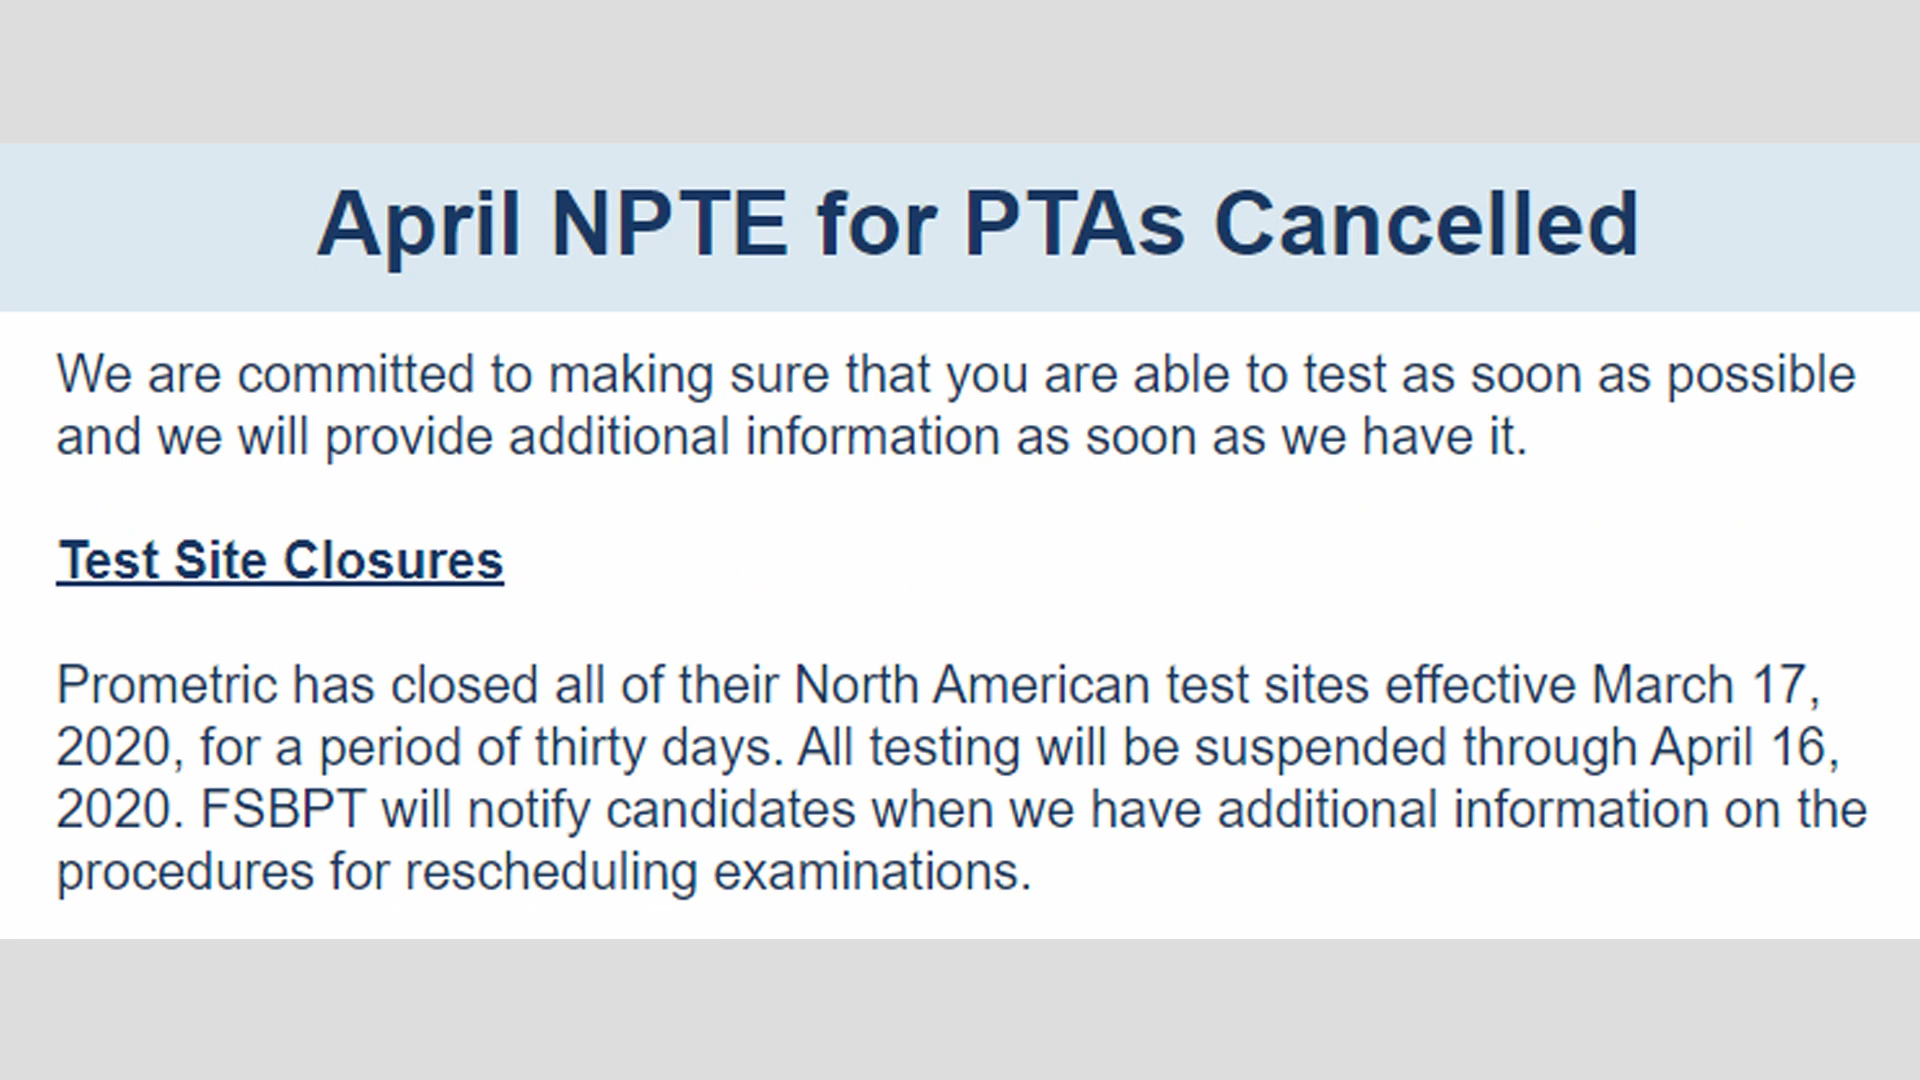 April NPTE for PTAs Cancelled
We are committed to making sure that you are able to test as soon as possible
and we will provide additional information as soon as we have it.
Test Site Closures
Prometric has closed all of their North American test sites effective March 17,
2020, for a period of thirty days. All testing will be suspended through April 16,
2020. FSBPT will notify candidates when we have additional information on the
procedures for rescheduling examinations.